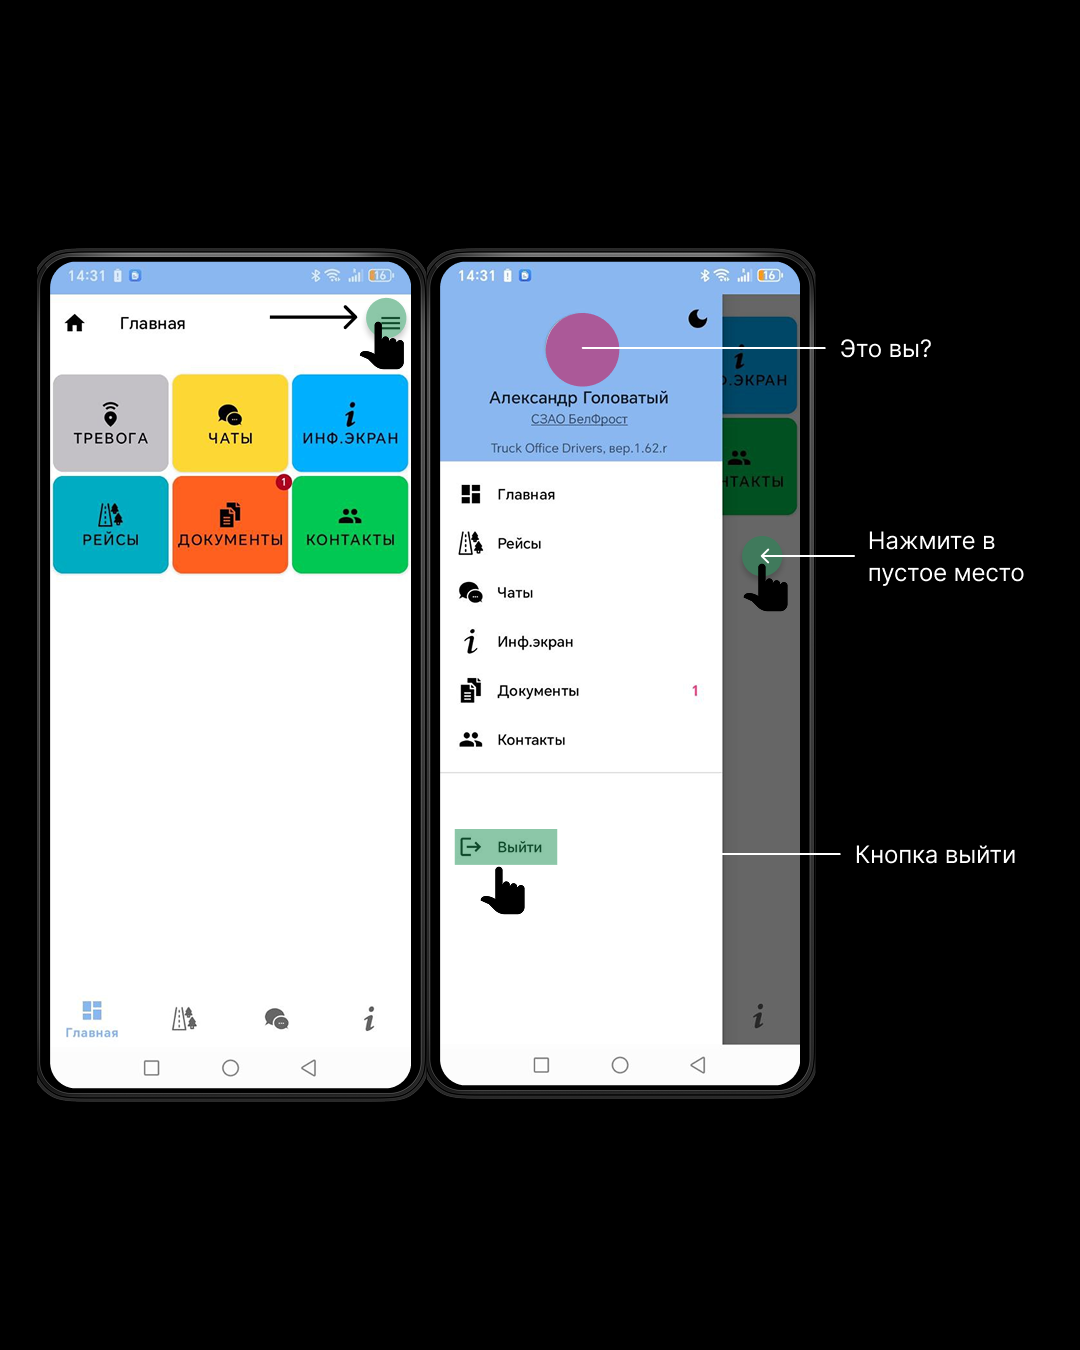 14:31
16
Главная
ТРЕВОГА
ЧАТЫ
ИНФ.ЭКРАН
РЕЙСЫ
1
ДОКУМЕНТЫ
КОНТАКТЫ
Главная
14:31
16
Александр Головатый
СЗАО БелФрост
Truck Office Drivers, вер.1.62.r
Главная
Рейсы
Чаты
Инф.экран
Документы 1
Контакты
Выйти
.ЭКРАН
НТАКТЫ
Это вы?
Нажмите в
пустое место
Кнопка выйти